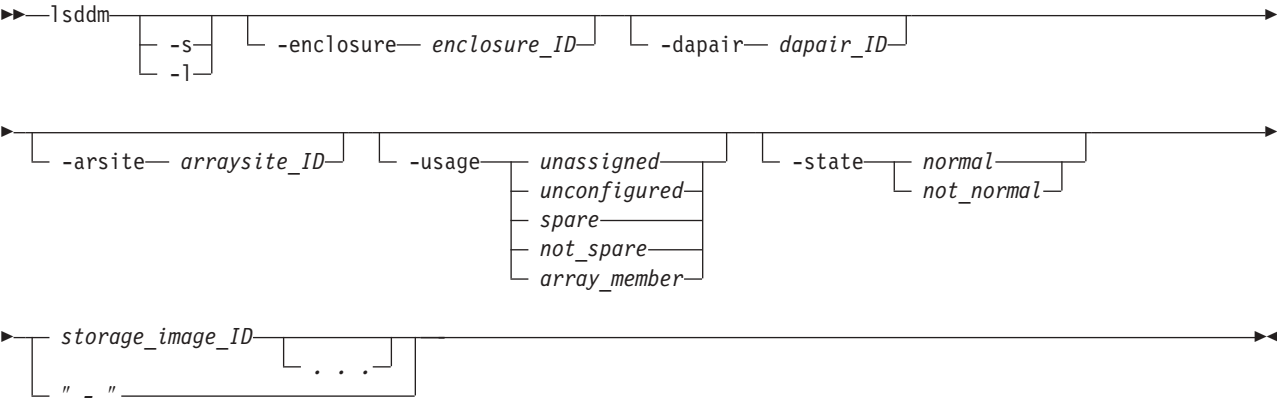 lsddm
-s
-l
-enclosure enclosure_ID
-dapair dapair_ID
-arsite arraysite_ID
-usage unassigned
unconfigured
spare
not_spare
array_member
-state normal
not_normal
storage_image_ID
. . .
" - "